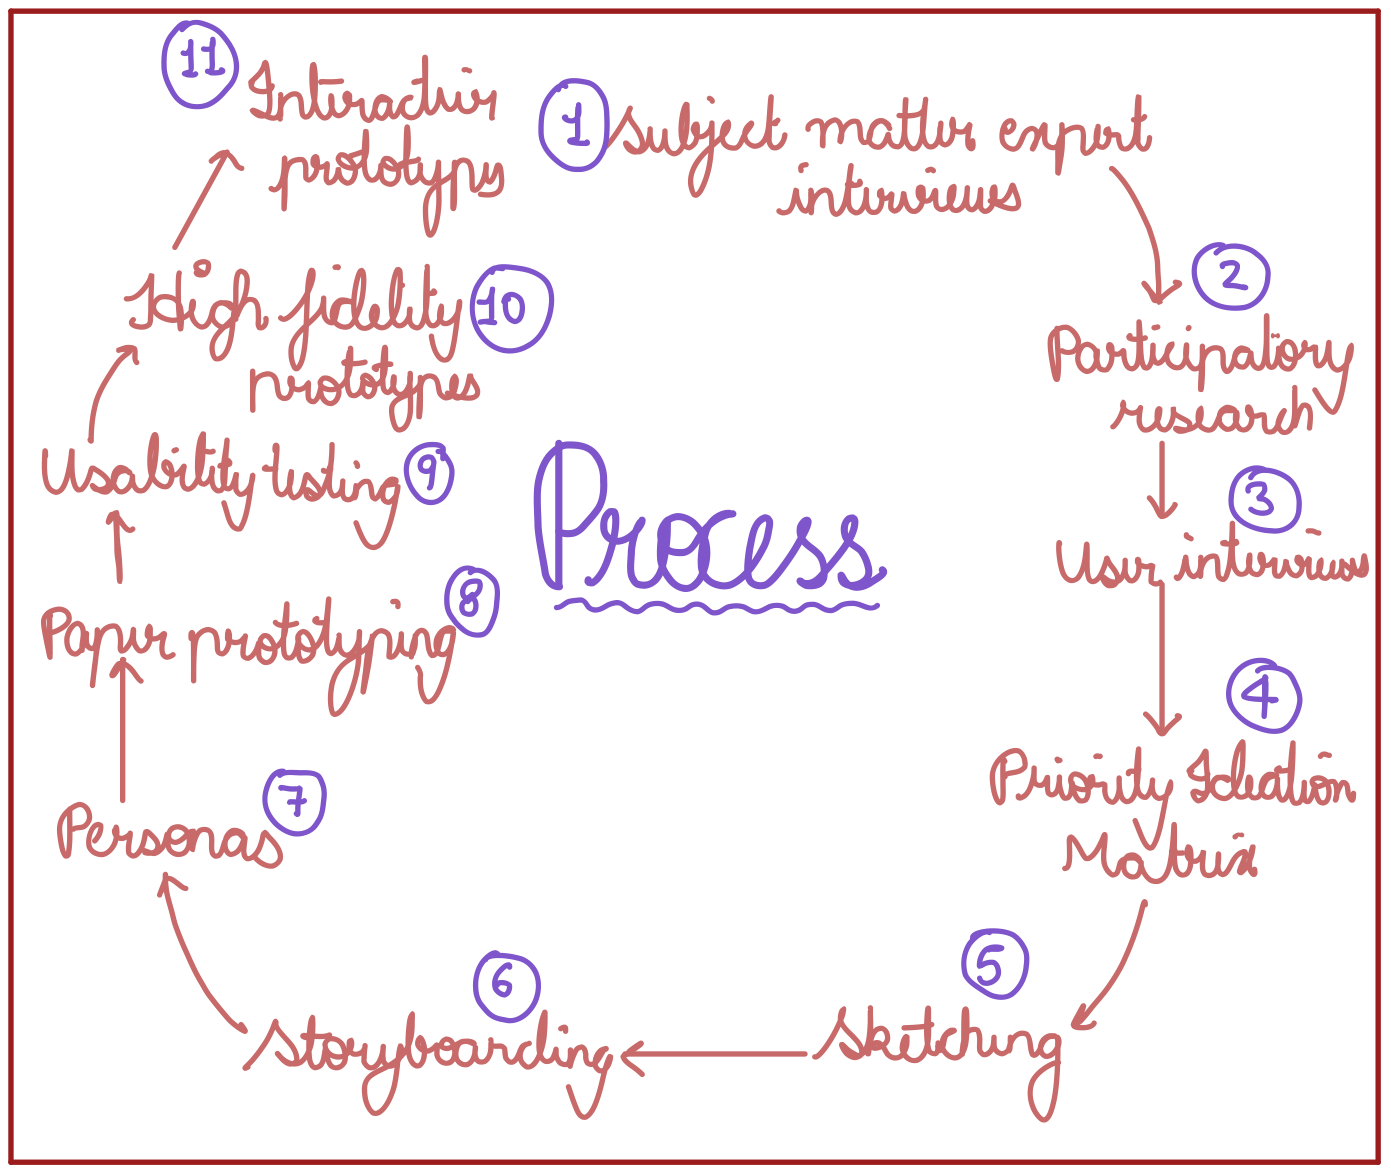 Process
1
Subject matter expert
interviews
2
Participatory
research
3
User interviews
4
Priority Ideation
Matrix
5
Sketching
6
Storyboarding
7
Personas
8
Paper prototyping
9
Usability testing
10
High fidelity
prototypes
11
Interactive
prototypes